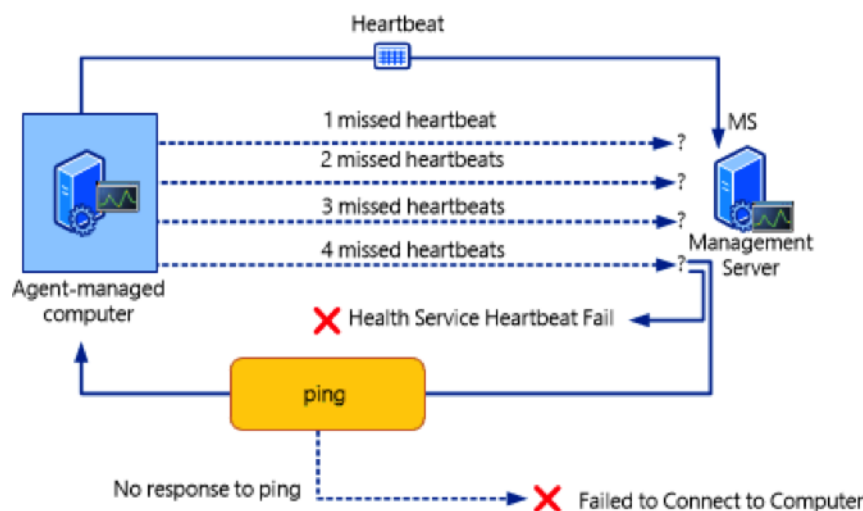 Heartbeat
1 missed heartbeat
?
MS
2 missed heartbeats
?
3 missed heartbeats
?
4 missed heartbeats
?
Management
Server
Agent-managed
computer
Health Service Heartbeat Fail
ping
No response to ping
Failed to Connect to Computer